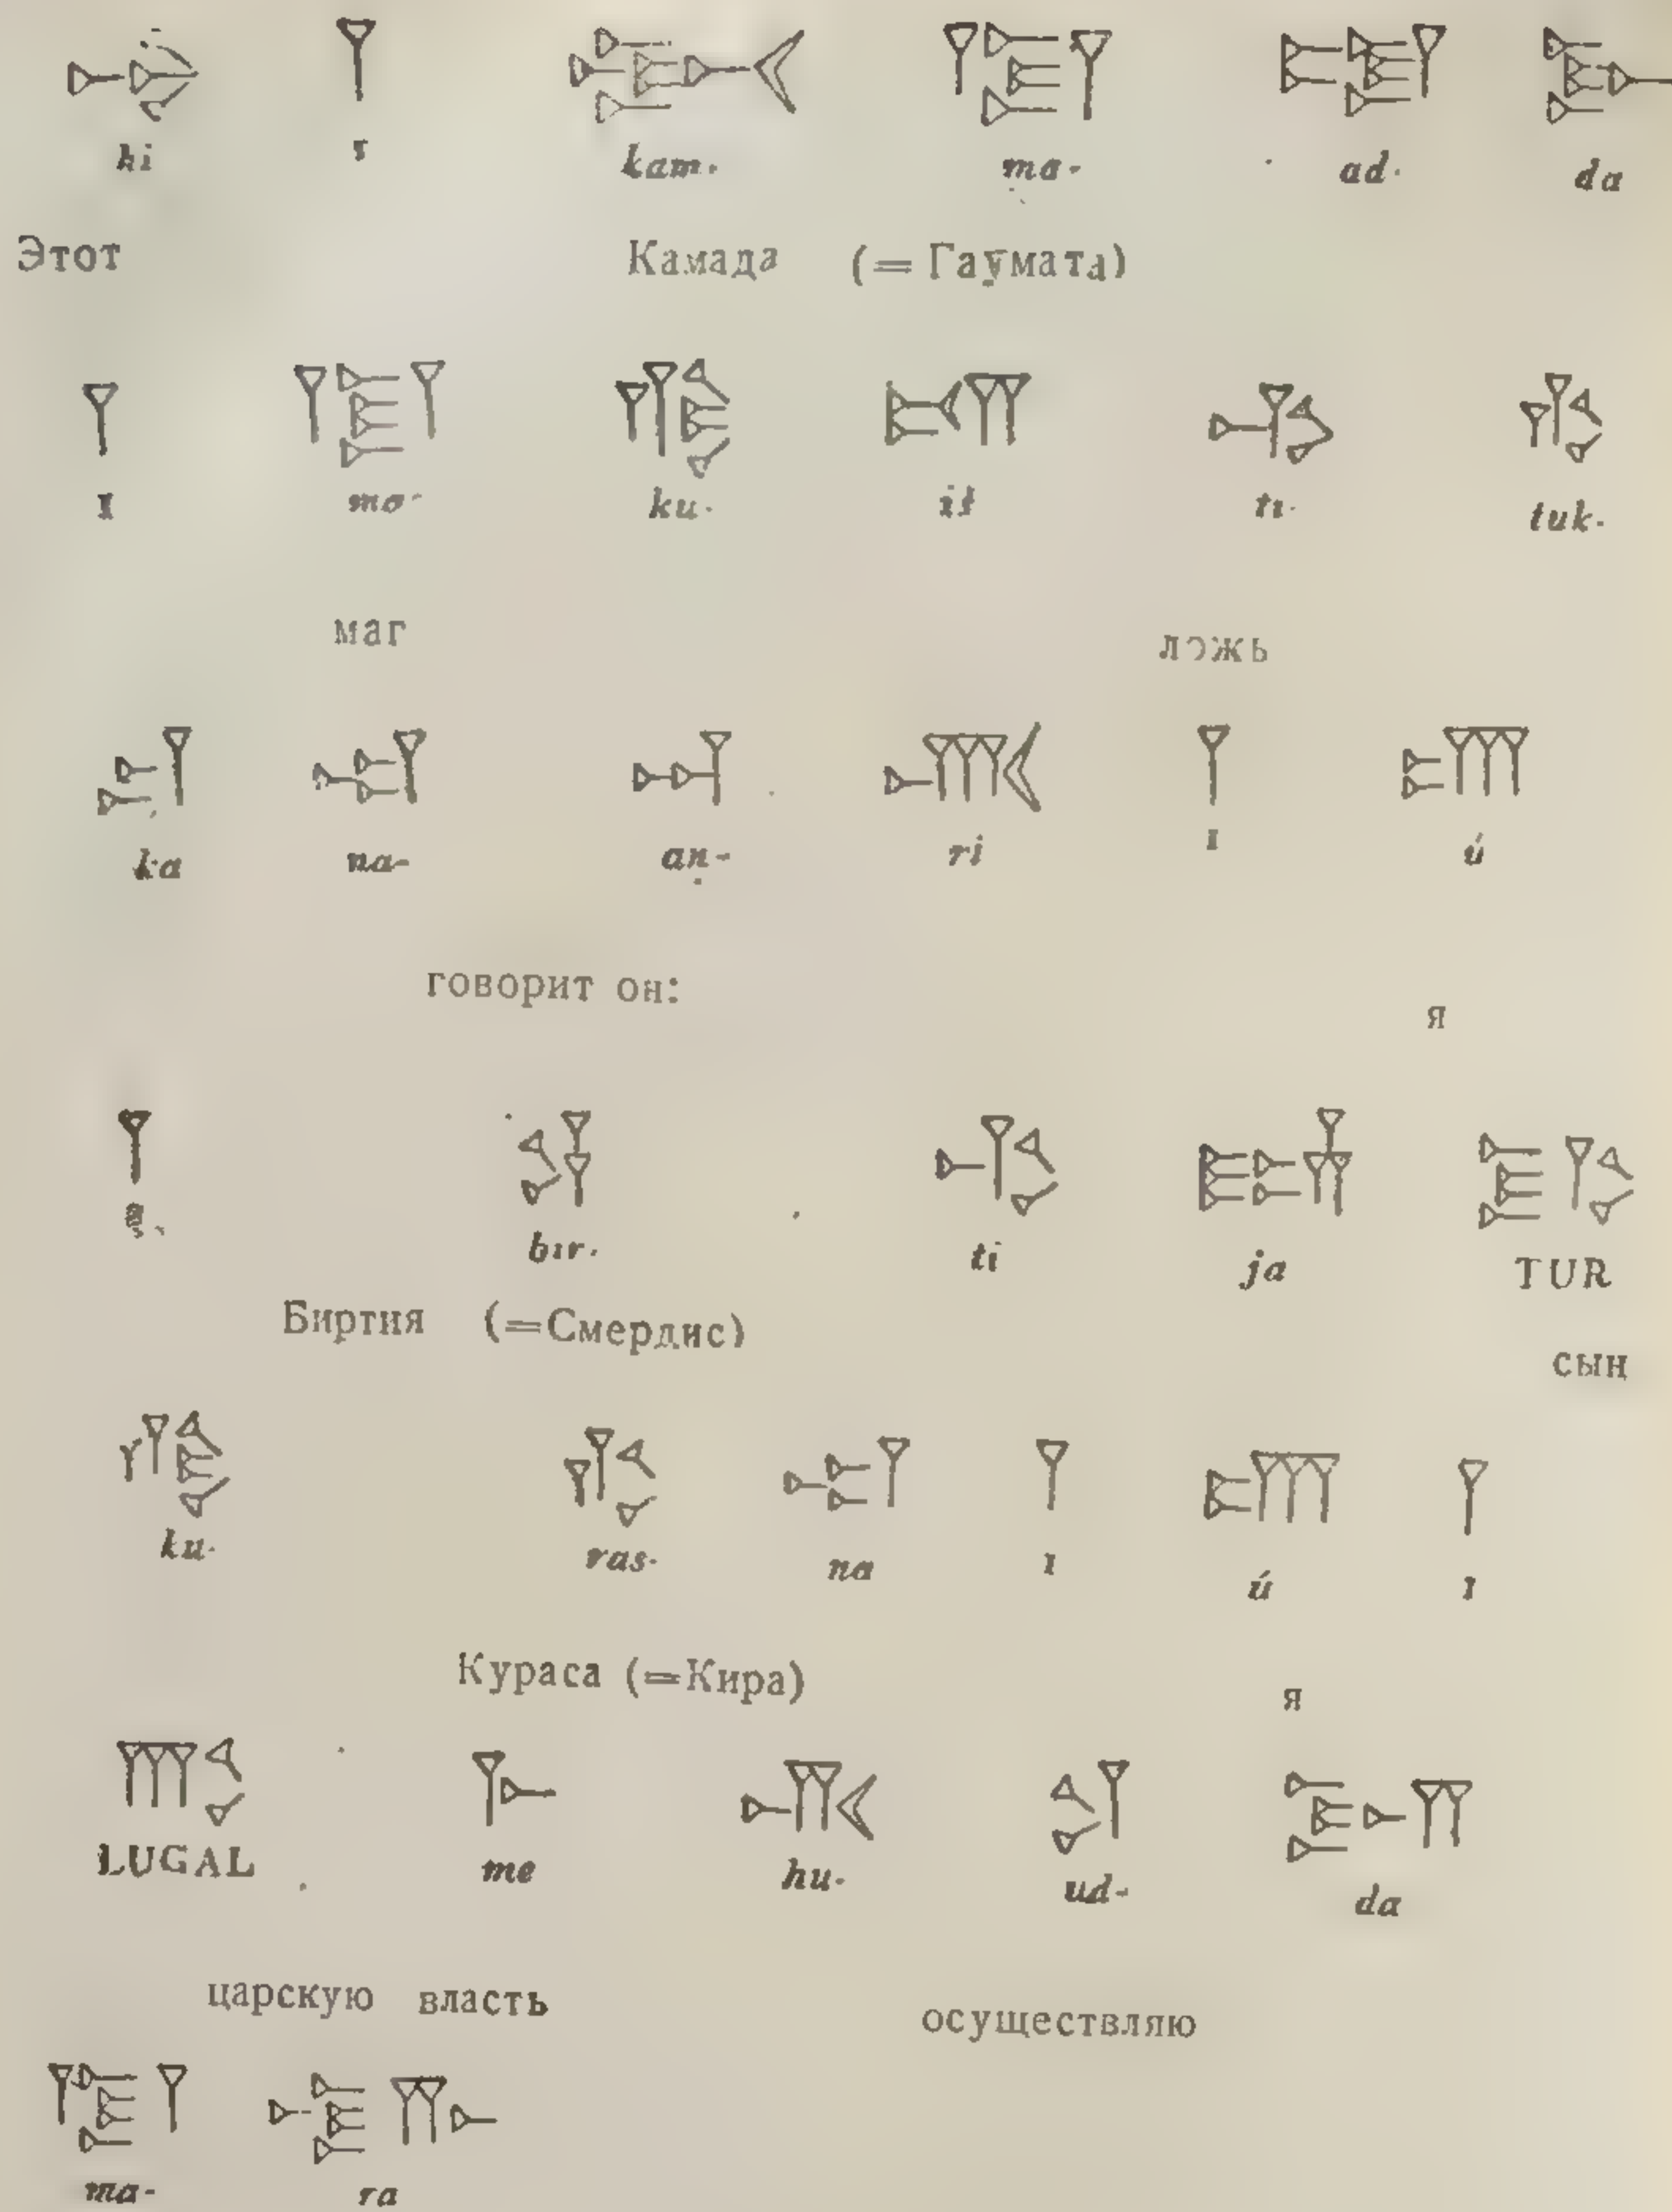 hi I kam- ma- ad- da
Этот Камада (=Гаумата)
I ma- ku- iš ti- tuk-
маг ложь
ka na- an- ri I ú
говорит он: я
bir- ti ja TUR
Биртия (=Смердис)
сын
ku- ras- na I ú I
Кураса (=Кира) я
LUGAL me hu- ud- da
царскую власть осуществляю
ma- ra